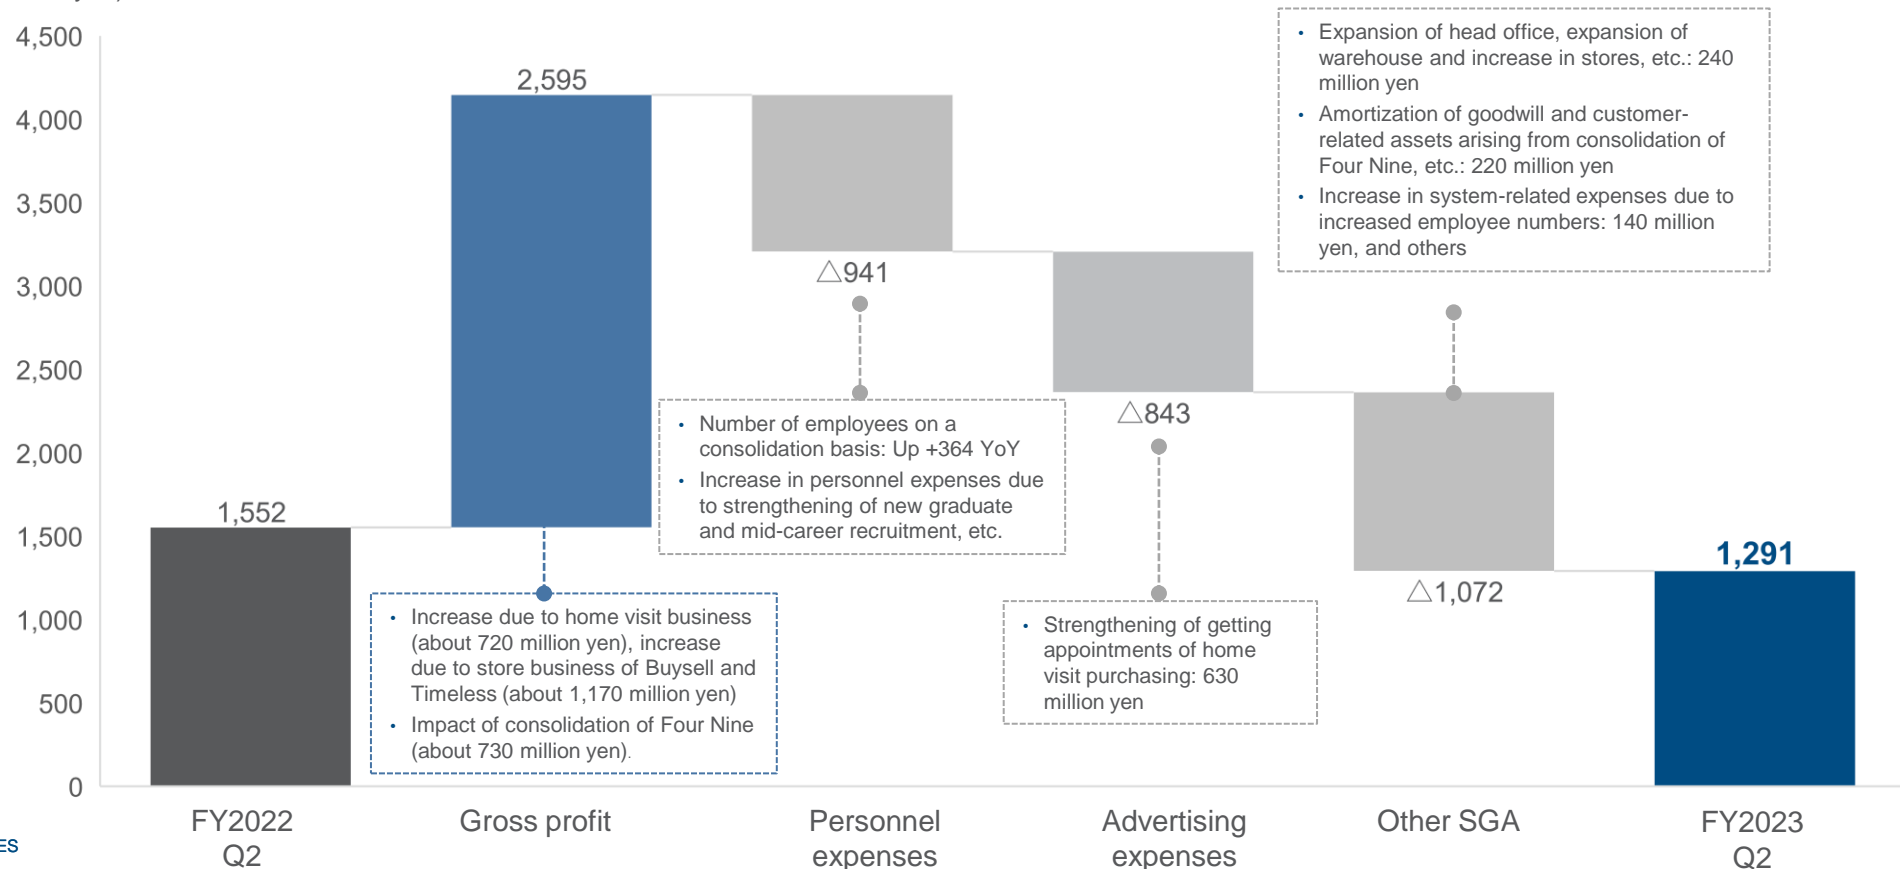 4,500
4,000
3,500
3,000
2,500
2,000
1,500
1,000
500
0
1,552
2,595
△941
△843
△1,072
1,291
• Increase due to home visit business
(about 720 million yen), increase
due to store business of Buysell and
Timeless (about 1,170 million yen)
• Impact of consolidation of Four Nine
(about 730 million yen).
• Number of employees on a
consolidation basis: Up +364 YoY
• Increase in personnel expenses due
to strengthening of new graduate
and mid-career recruitment, etc.
• Strengthening of getting
appointments of home
visit purchasing: 630
million yen
• Expansion of head office, expansion of
warehouse and increase in stores, etc.: 240
million yen
• Amortization of goodwill and customer-
related assets arising from consolidation of
Four Nine, etc.: 220 million yen
• Increase in system-related expenses due to
increased employee numbers: 140 million
yen, and others
FY2022
Q2
Gross profit
Personnel
expenses
Advertising
expenses
Other SGA
FY2023
Q2
ES